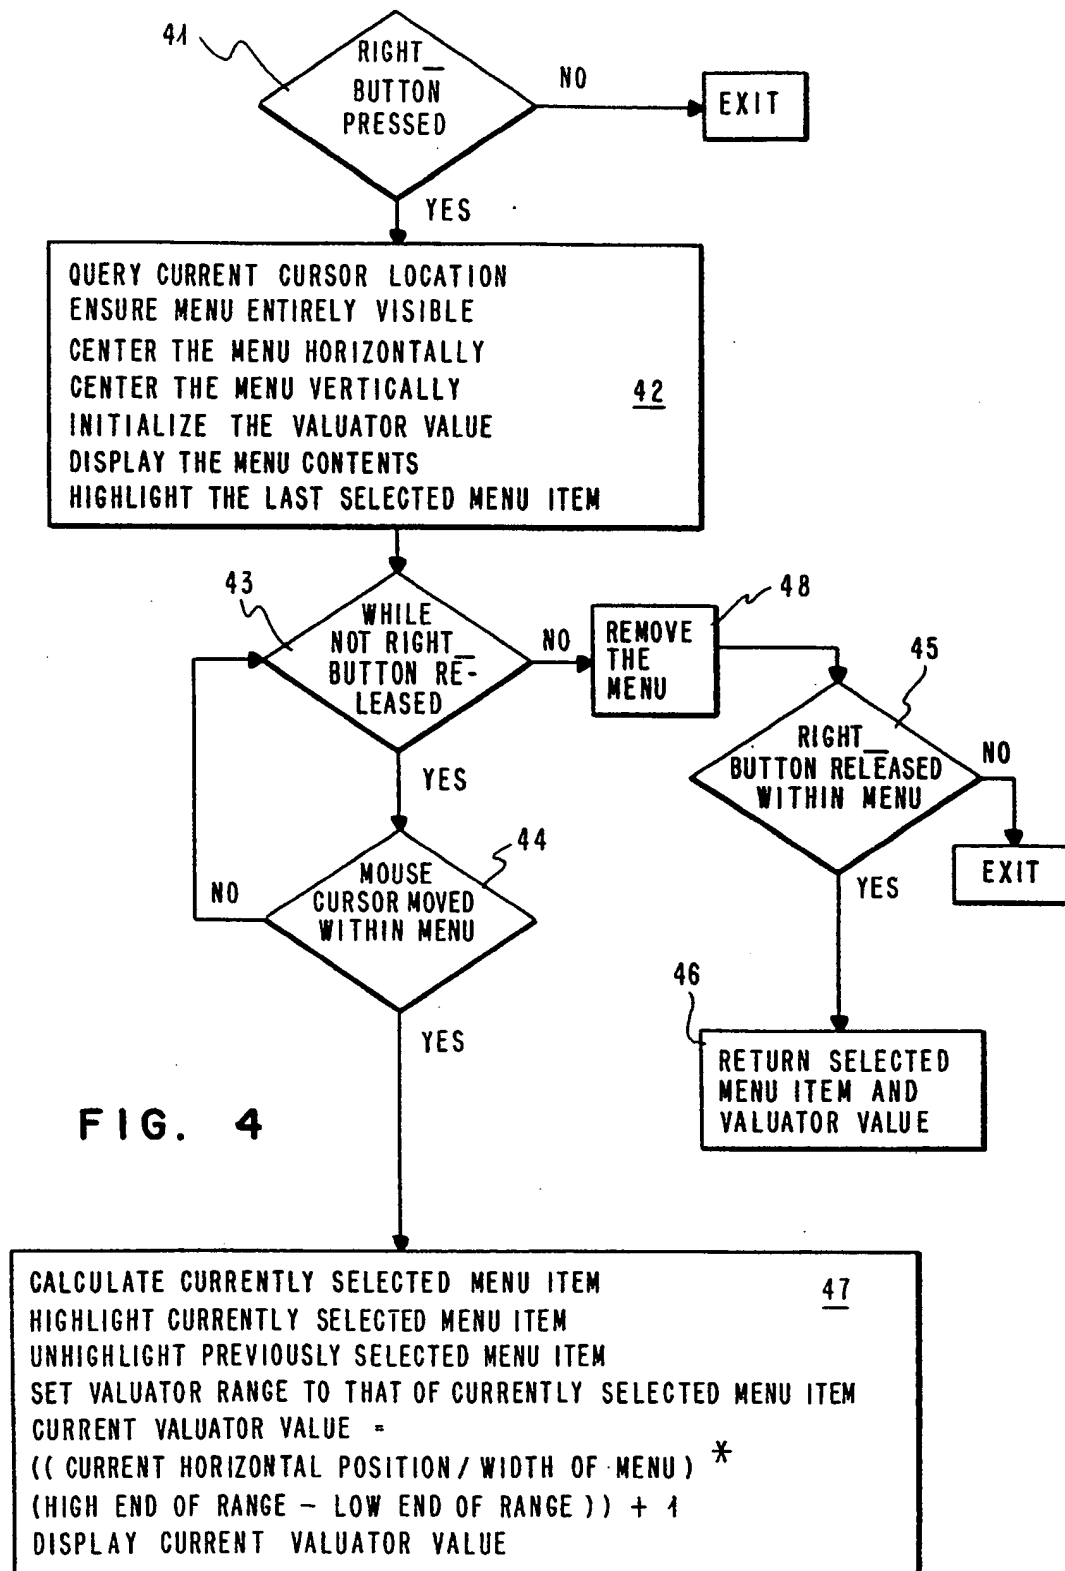 41
RIGHT_
BUTTON
PRESSED
NO
EXIT
YES
QUERY CURRENT CURSOR LOCATION
ENSURE MENU ENTIRELY VISIBLE
CENTER THE MENU HORIZONTALLY
CENTER THE MENU VERTICALLY
INITIALIZE THE VALUATOR VALUE
DISPLAY THE MENU CONTENTS
HIGHLIGHT THE LAST SELECTED MENU ITEM
42
43
WHILE
NOT RIGHT_
BUTTON RE-
LEASED
NO
YES
48
REMOVE
THE
MENU
45
RIGHT_
BUTTON RELEASED
WITHIN MENU
NO
EXIT
YES
44
MOUSE
CURSOR MOVED
WITHIN MENU
NO
YES
46
RETURN SELECTED
MENU ITEM AND
VALUATOR VALUE
FIG. 4
47
CALCULATE CURRENTLY SELECTED MENU ITEM
HIGHLIGHT CURRENTLY SELECTED MENU ITEM
UNHIGHLIGHT PREVIOUSLY SELECTED MENU ITEM
SET VALUATOR RANGE TO THAT OF CURRENTLY SELECTED MENU ITEM
CURRENT VALUATOR VALUE =
((CURRENT HORIZONTAL POSITION/WIDTH OF MENU) *
(HIGH END OF RANGE - LOW END OF RANGE)) + 1
DISPLAY CURRENT VALUATOR VALUE